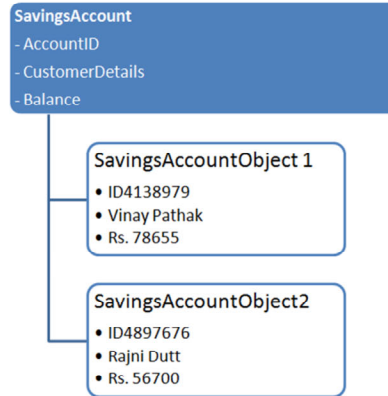 SavingsAccount
- AccountID
- CustomerDetails
- Balance
SavingsAccountObject 1
• ID4138979
• Vinay Pathak
• Rs. 78655
SavingsAccountObject2
• ID4897676
• Rajni Dutt
• Rs. 56700